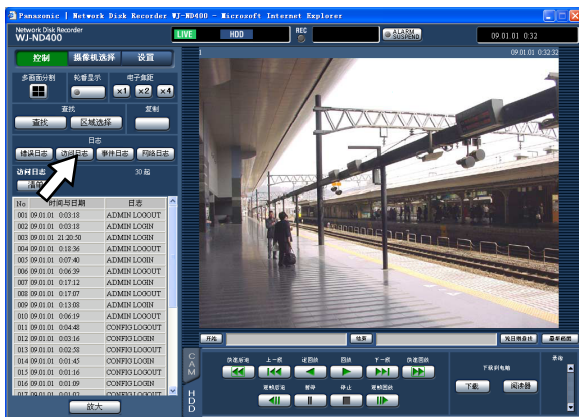 Panasonic | Network Disk Recorder WJ-ND400 - Microsoft Internet Explorer
Network Disk Recorder
WJ-ND400
LIVE
HDD
REC
ALARM
SUSPEND
09.01.01 0:32
控制
摄像机选择
设置
1
09.01.01 0:32:32
多画面分割
轮番显示
电子变焦
×1
×2
×4
查找
复制
查找
区域选择
日志
错误日志
访问日志
事件日志
网络日志
访问日志
30 起
No
时间与日期
日志
001 09.01.01 0:03:18 ADMIN LOGOUT
002 09.01.01 0:03:18 ADMIN LOGIN
003 09.01.01 21:20:50 ADMIN LOGIN
004 09.01.01 0:18:36 ADMIN LOGOUT
005 09.01.01 0:07:40 ADMIN LOGIN
006 09.01.01 0:06:39 ADMIN LOGOUT
007 09.01.01 0:17:12 ADMIN LOGIN
008 09.01.01 0:17:07 ADMIN LOGOUT
009 09.01.01 0:13:08 ADMIN LOGIN
010 09.01.01 0:06:19 ADMIN LOGOUT
011 09.01.01 0:04:48 CONFIG LOGOUT
012 09.01.01 0:03:16 CONFIG LOGIN
013 09.01.01 0:02:58 CONFIG LOGOUT
014 09.01.01 0:01:45 CONFIG LOGIN
015 09.01.01 0:01:16 CONFIG LOGOUT
016 09.01.01 0:01:09 CONFIG LOGIN
放大
开始
结束
CAM
HDD
快速后退
上一段
逆回放
回放
下一段
快速回放
逐帧后退
暂停
停止
逐帧回放
下载到电脑
下载
阅读器